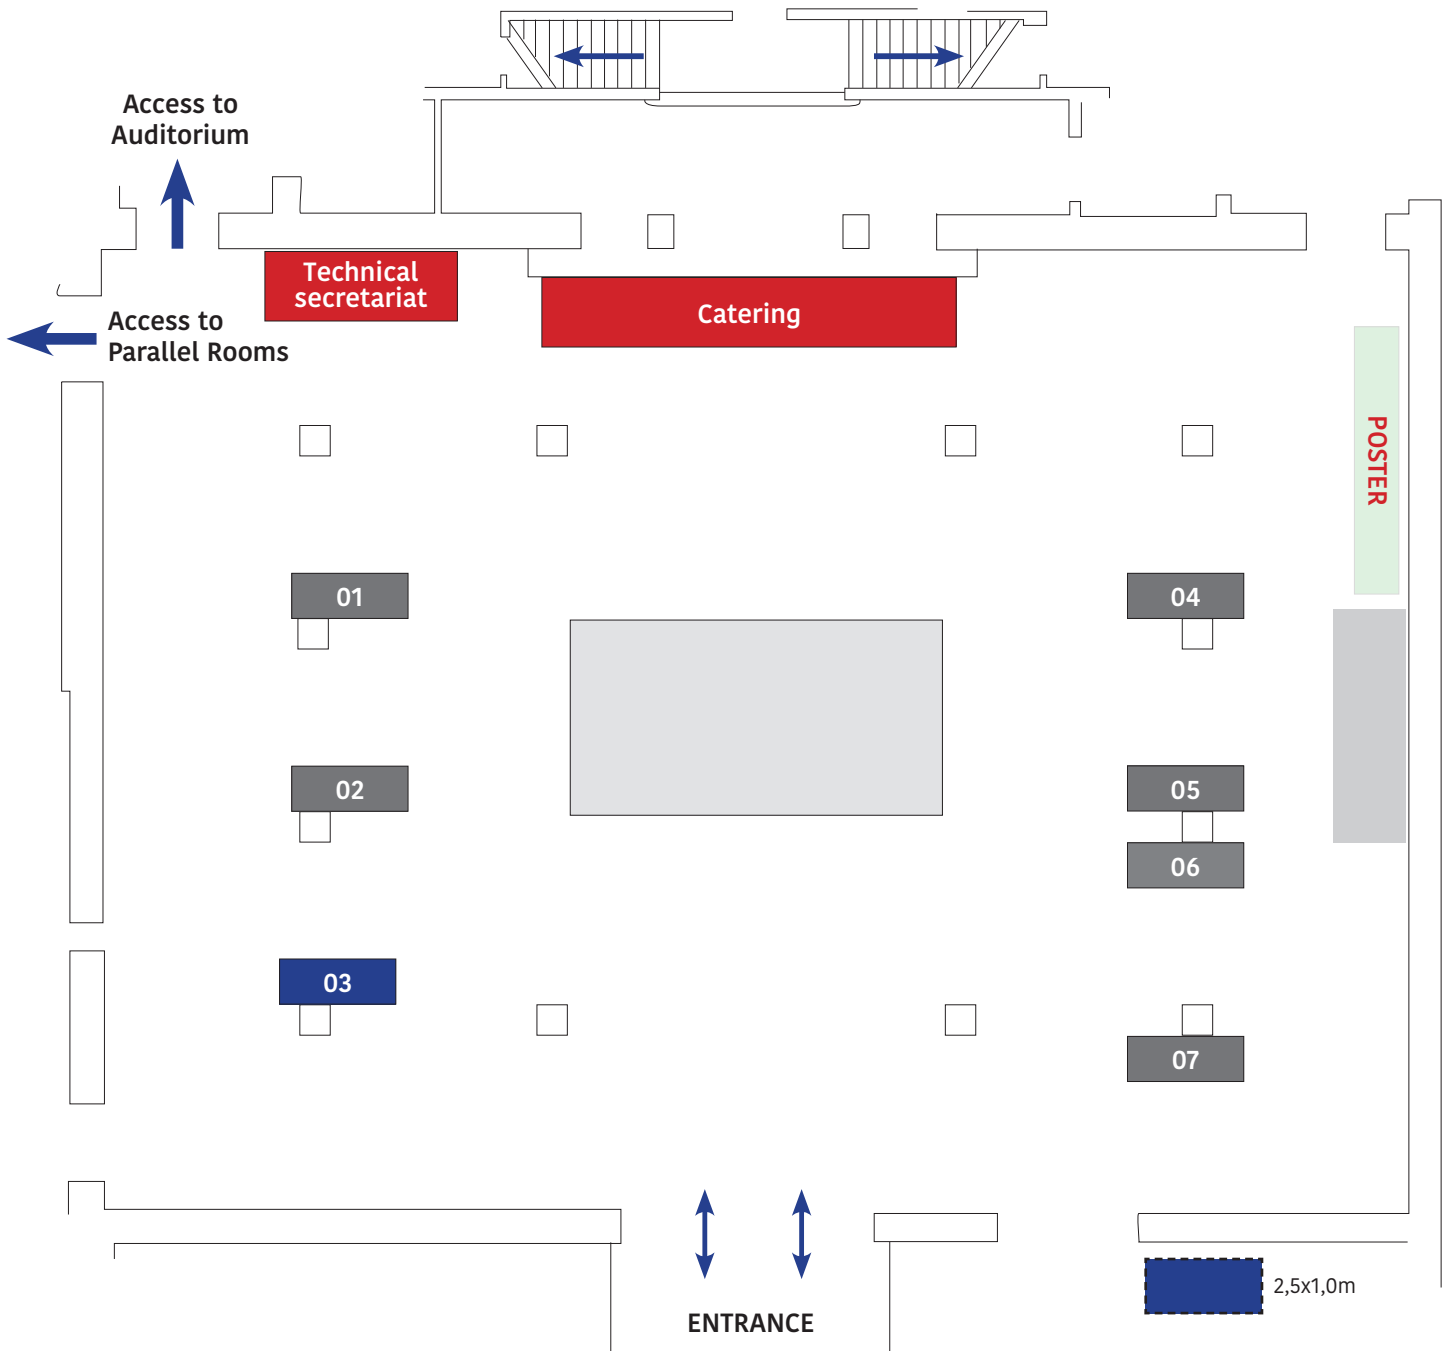 Access to
Auditorium
Technical
secretariat
Catering
Access to
Parallel Rooms
POSTER
01
04
02
05
06
03
07
2,5x1,0m
ENTRANCE